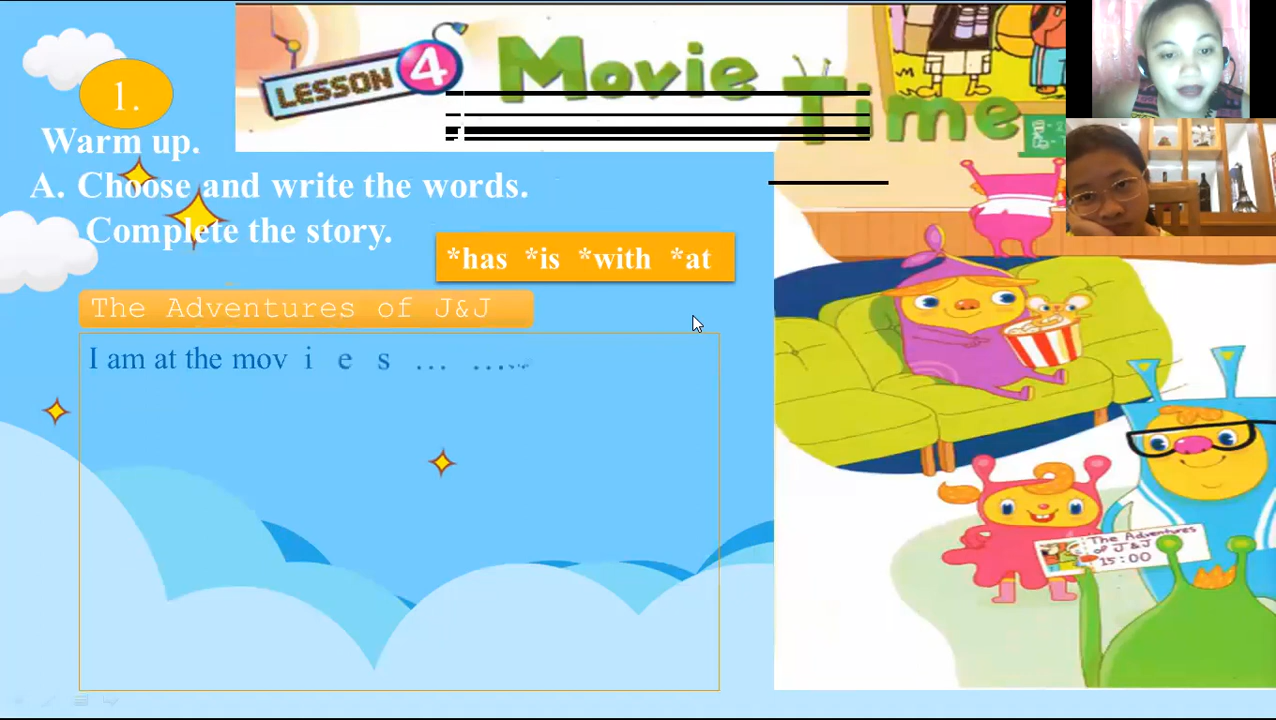 LESSON 4 Movie Time
1.
Warm up.
A. Choose and write the words.
Complete the story.
*has *is *with *at
The Adventures of J&J
I am at the mov i e s ... ...
The Adventures
of J & J
15:00